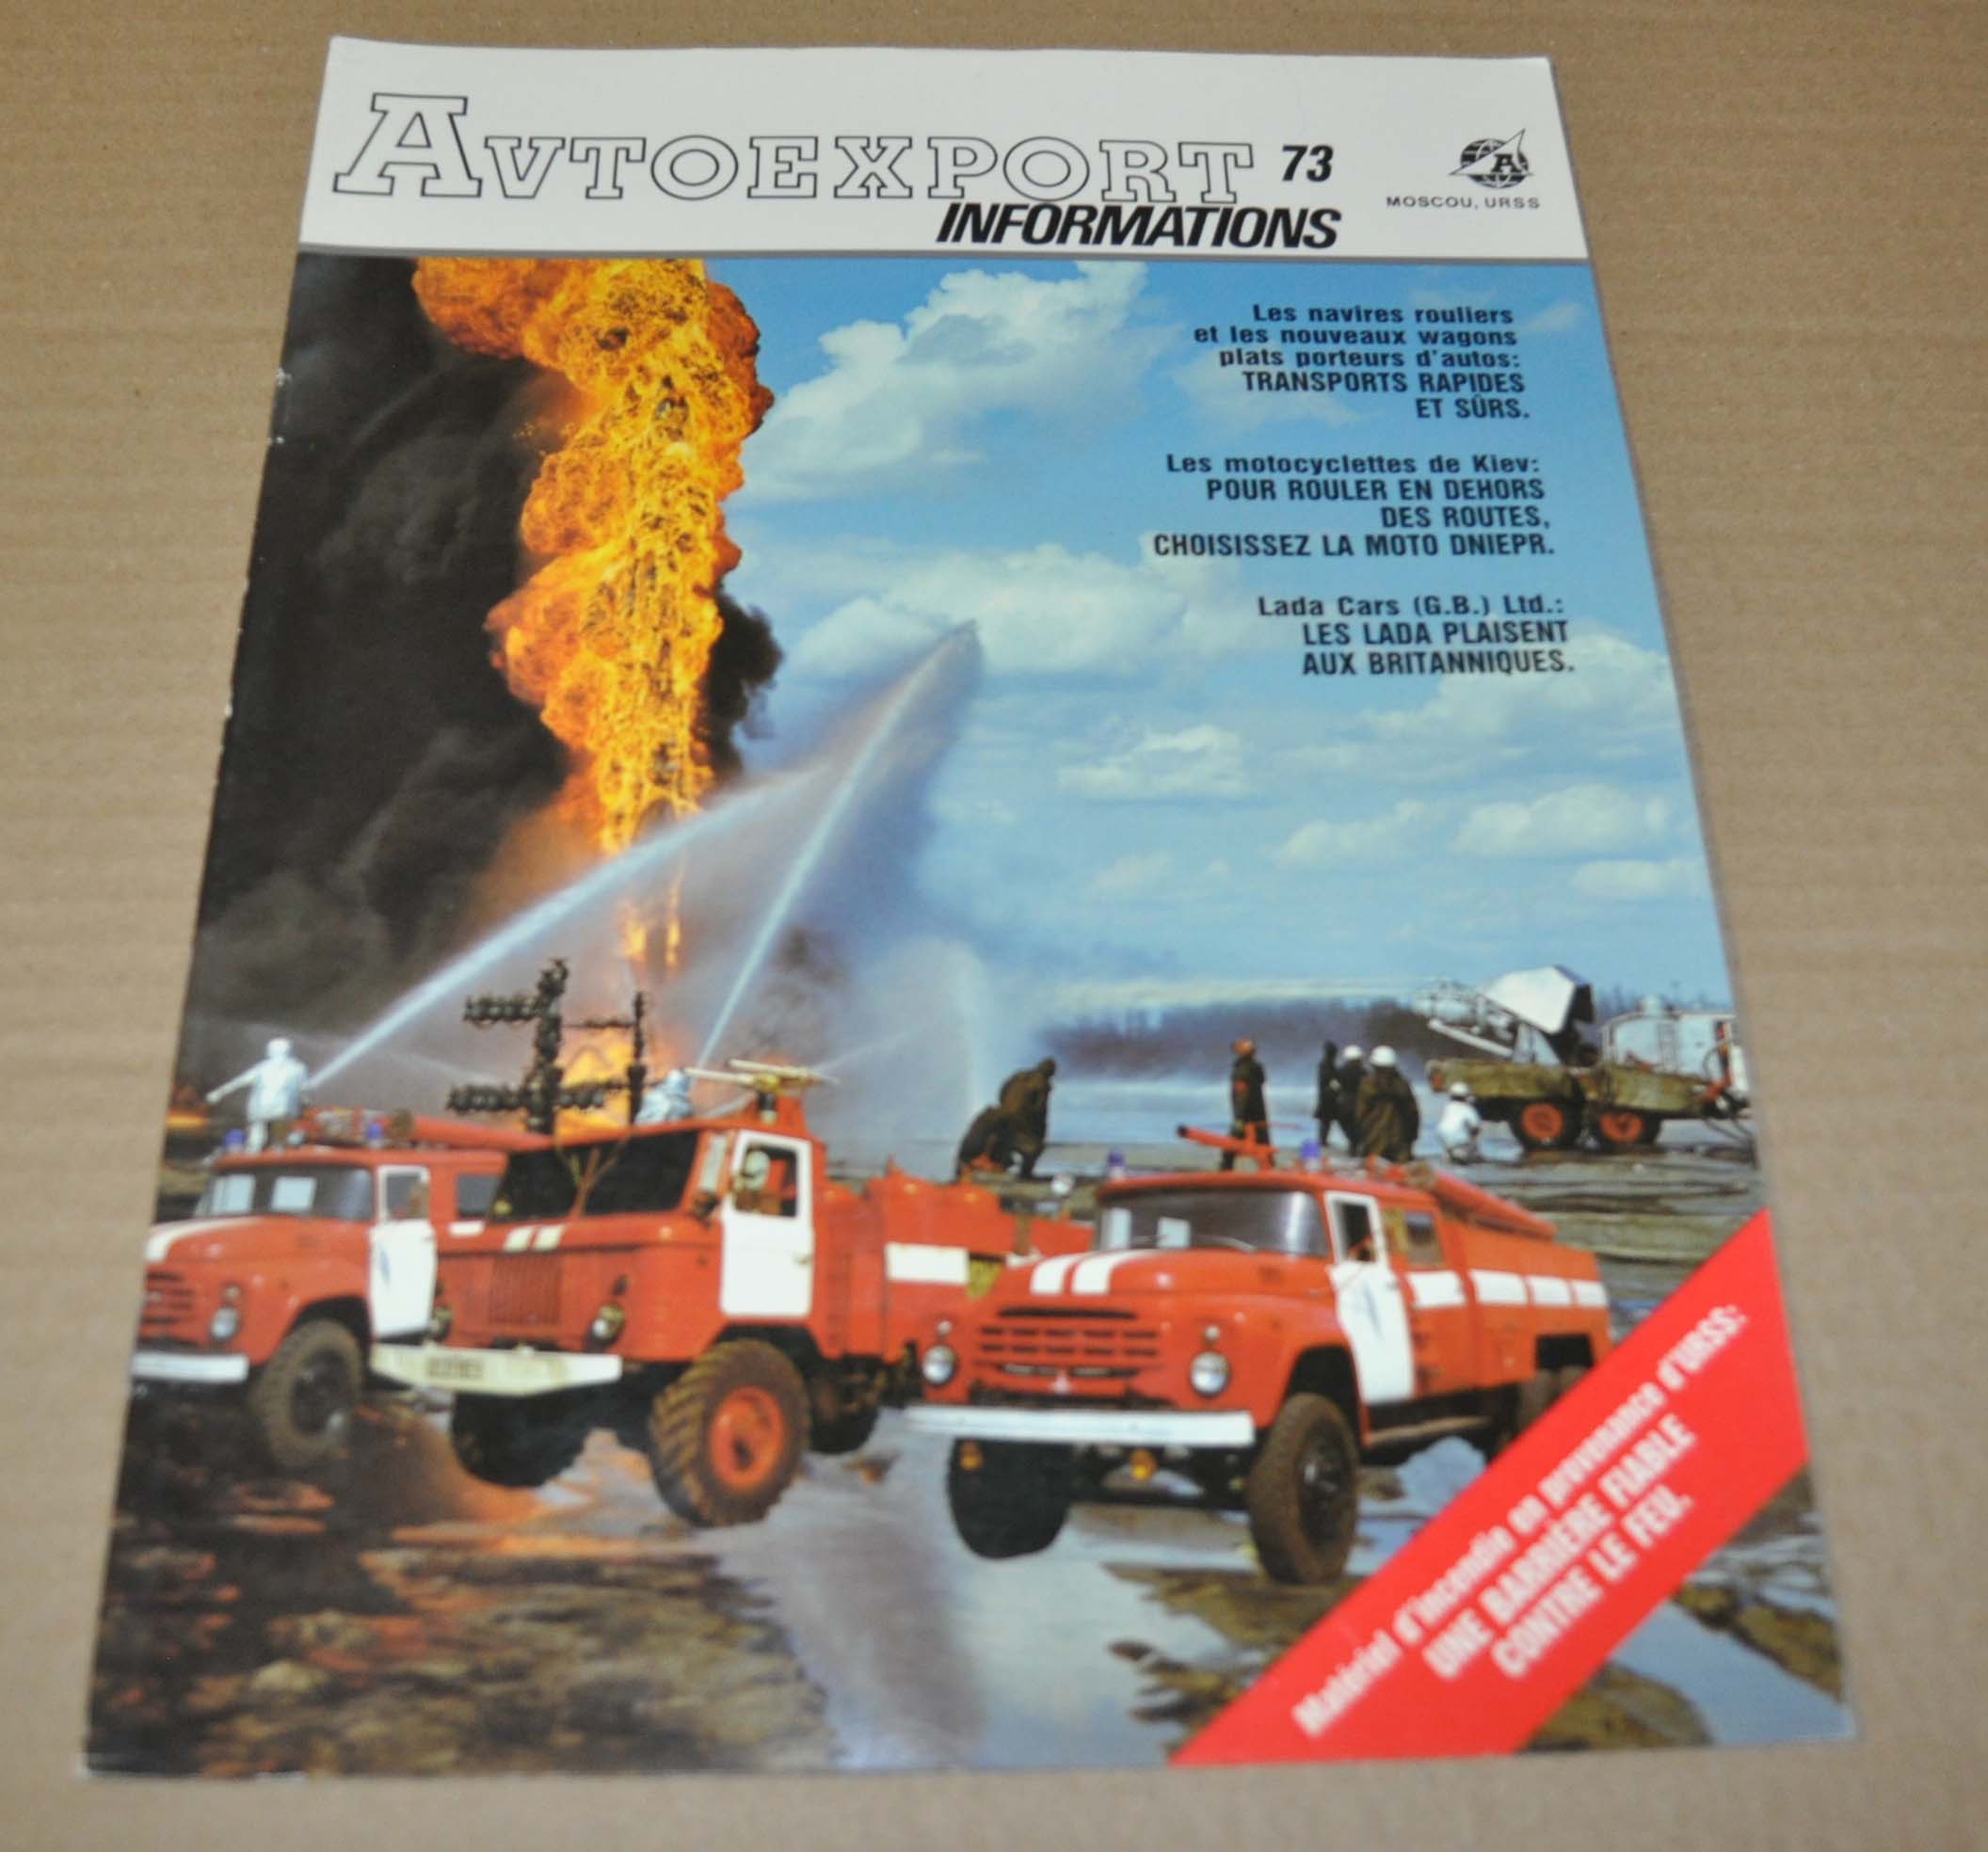 AVTOEXPORT 73
INFORMATIONS
A
MOSCOU, URSS
Les navires rouliers
et les nouveaux wagons
plats porteurs d'autos:
TRANSPORTS RAPIDES
ET SÛRS.
Les motocyclettes de Kiev:
POUR ROULER EN DEHORS
DES ROUTES,
CHOISISSEZ LA MOTO DNIEPR.
Lada Cars (G.B.) Ltd.:
LES LADA PLAISENT
AUX BRITANNIQUES.
Matériel d'incendie en provenance d'URSS:
UNE BARRIÈRE FIABLE
CONTRE LE FEU.